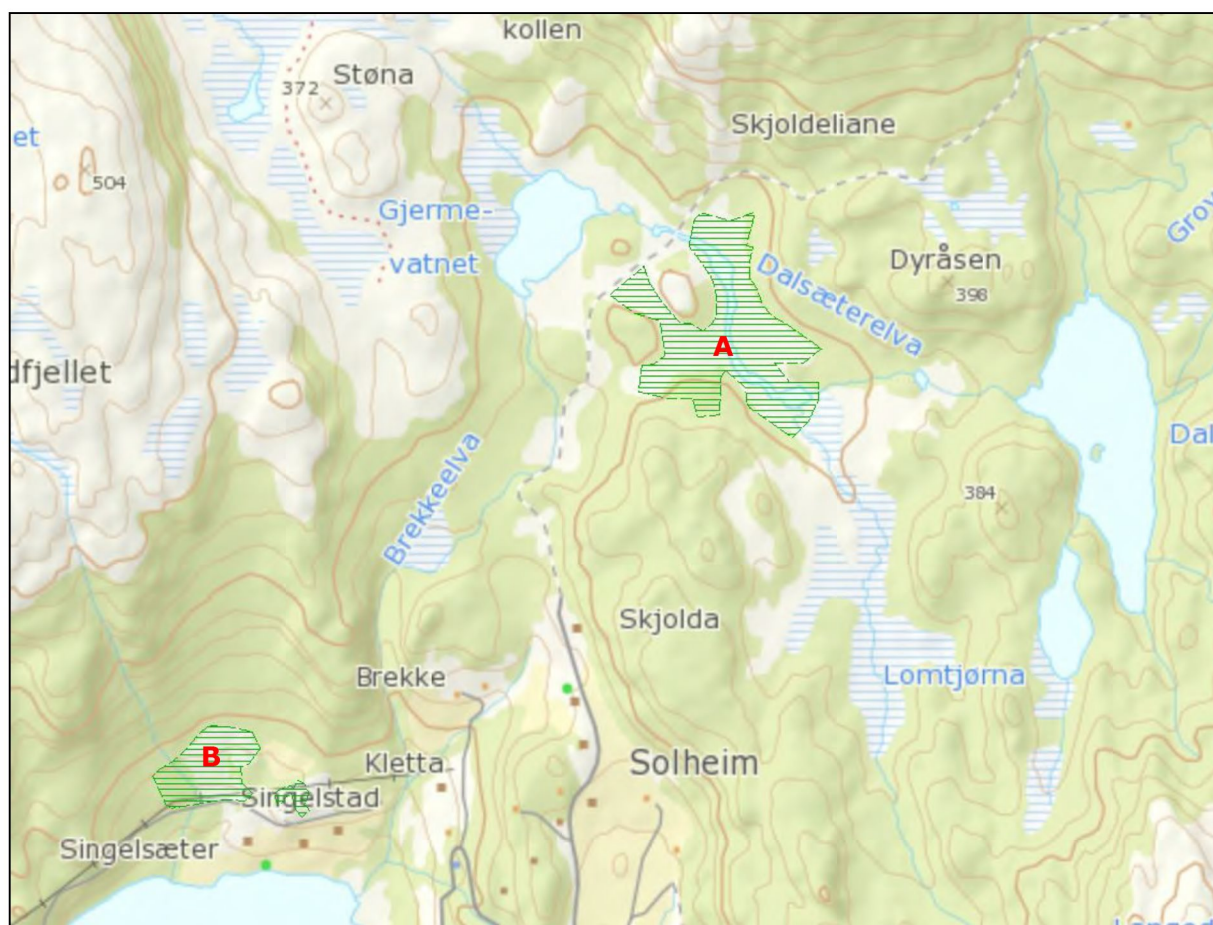 kollen
Støna
372
Skjoldeliane
et
504
Gjerme-
vatnet
Dalsæterelva
Dyråsen
398
Grov
dfjellet
A
Dal
Brekkeelva
384
Skjolda
Lomtjørna
Brekke
B
Kletta
Solheim
Singelstad
Singelsæter